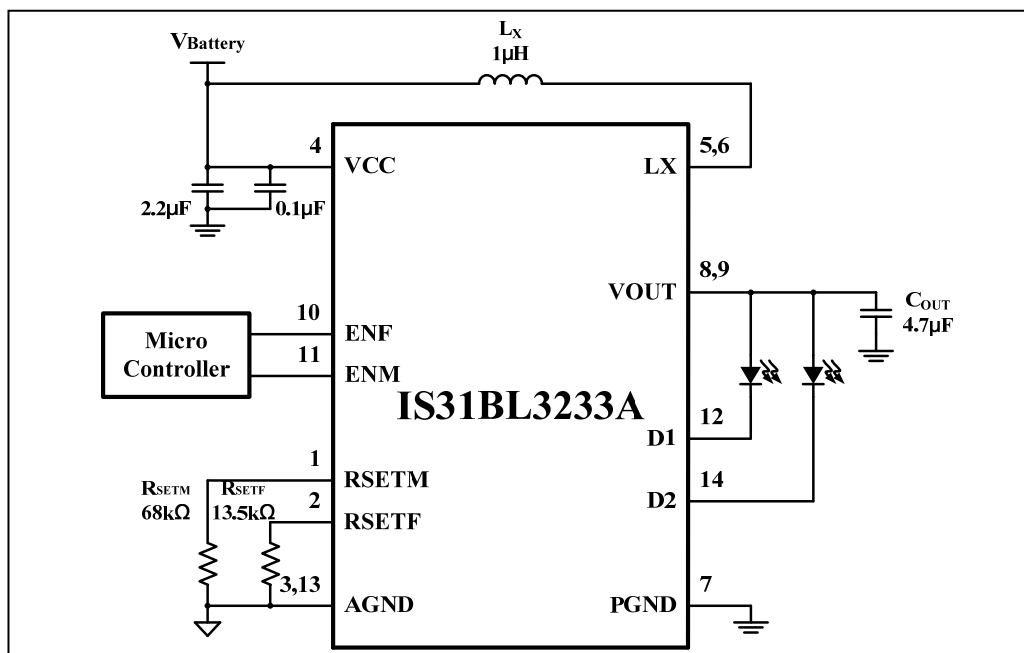 LX
1µH
VBattery
4
VCC
5,6
LX
2.2µF
0.1µF
8,9
VOUT
COUT
4.7µF
Micro
Controller
10
ENF
11
ENM
IS31BL3233A
12
D1
14
D2
1
RSETM
RSETM
68kΩ
RSETF
13.5kΩ
2
RSETF
3,13
AGND
7
PGND